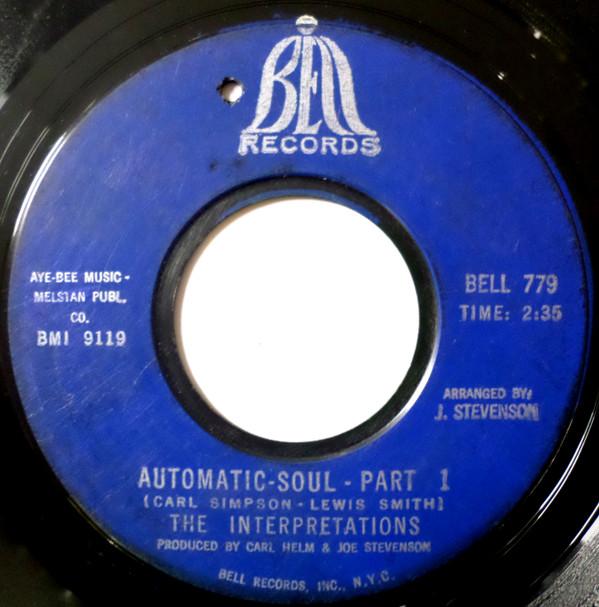 BELL
RECORDS
AYE-BEE MUSIC-
MELSIAN PUBL.
CO.
BMI 9119
BELL 779
TIME: 2:35
ARRANGED BY:
J. STEVENSON
AUTOMATIC-SOUL - PART 1
(CARL SIMPSON - LEWIS SMITH)
THE INTERPRETATIONS
PRODUCED BY CARL HELM & JOE STEVENSON
BELL RECORDS, INC., N.Y.C.